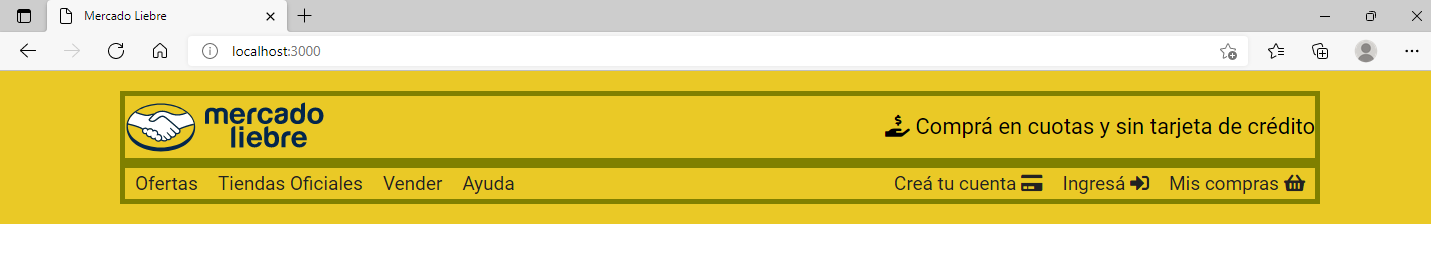 Mercado Liebre
localhost:3000
mercado
liebre
Comprá en cuotas y sin tarjeta de crédito
Ofertas Tiendas Oficiales Vender Ayuda Creá tu cuenta Ingresá Mis compras